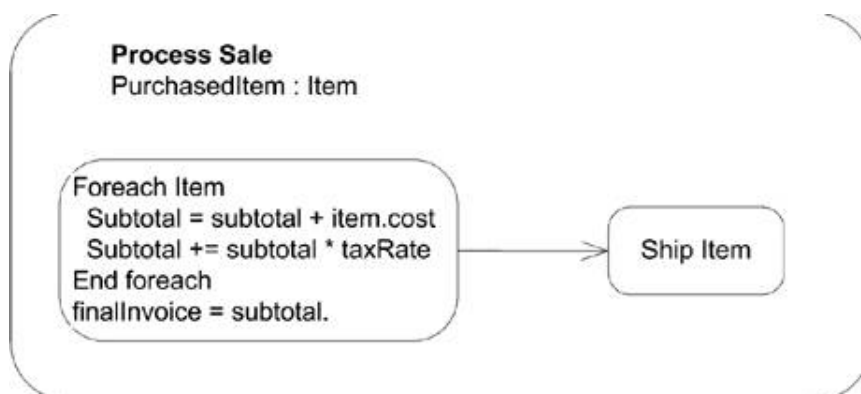 Process Sale
PurchasedItem : Item
Foreach Item
Subtotal = subtotal + item.cost
Subtotal += subtotal * taxRate
End foreach
finalInvoice = subtotal.
Ship Item